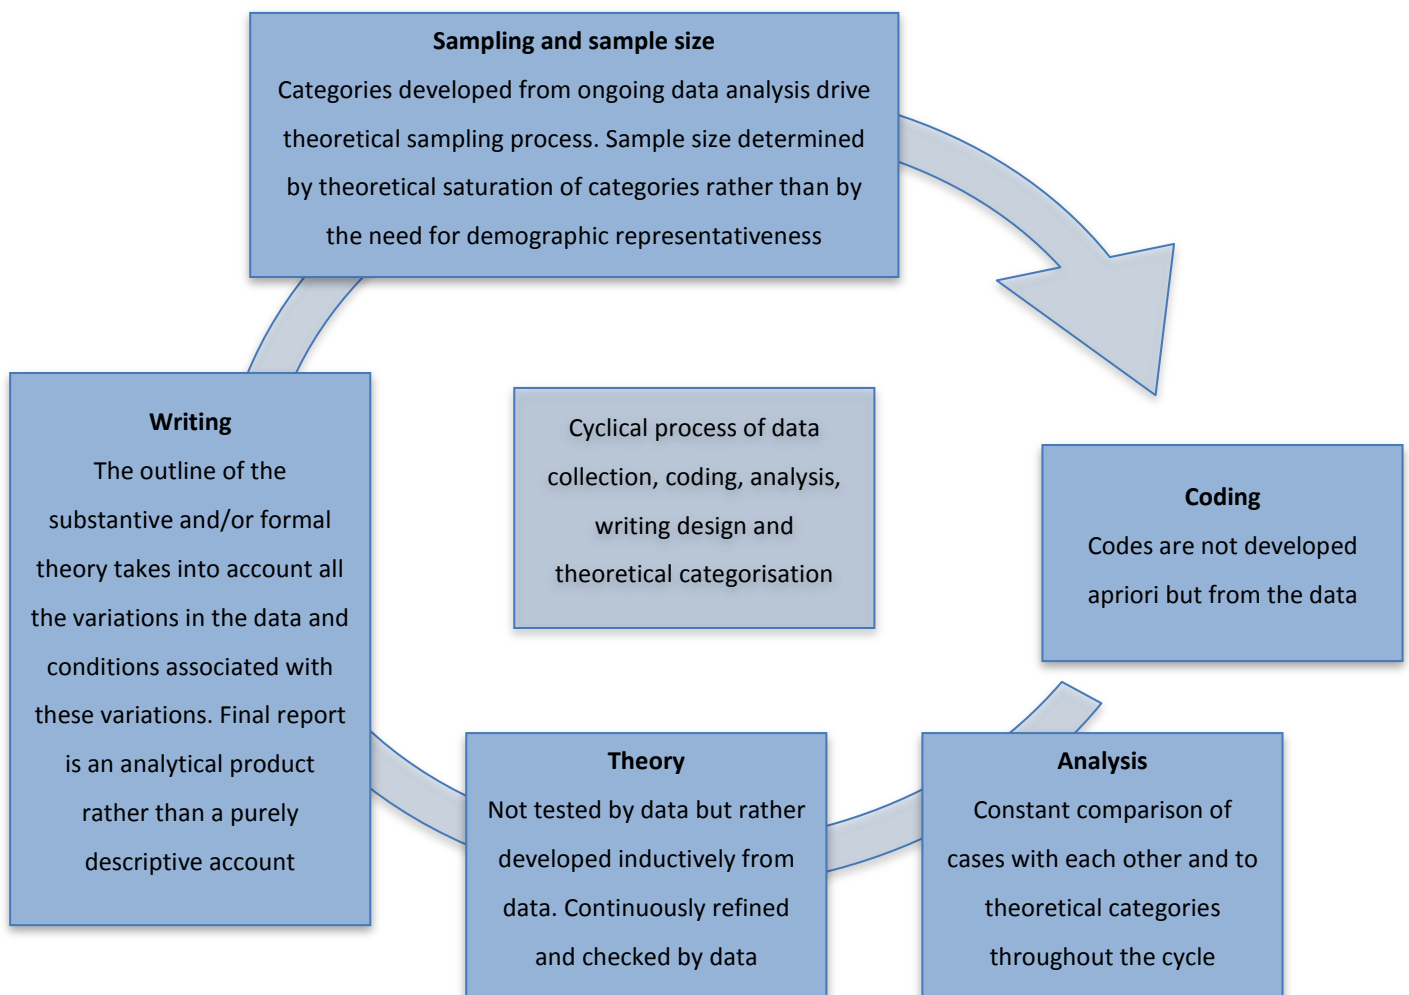 Sampling and sample size
Categories developed from ongoing data analysis drive
theoretical sampling process. Sample size determined
by theoretical saturation of categories rather than by
the need for demographic representativeness
Writing
The outline of the
substantive and/or formal
theory takes into account all
the variations in the data and
conditions associated with
these variations. Final report
is an analytical product
rather than a purely
descriptive account
Cyclical process of data
collection, coding, analysis,
writing design and
theoretical categorisation
Coding
Codes are not developed
apriori but from the data
Theory
Not tested by data but rather
developed inductively from
data. Continuously refined
and checked by data
Analysis
Constant comparison of
cases with each other and to
theoretical categories
throughout the cycle